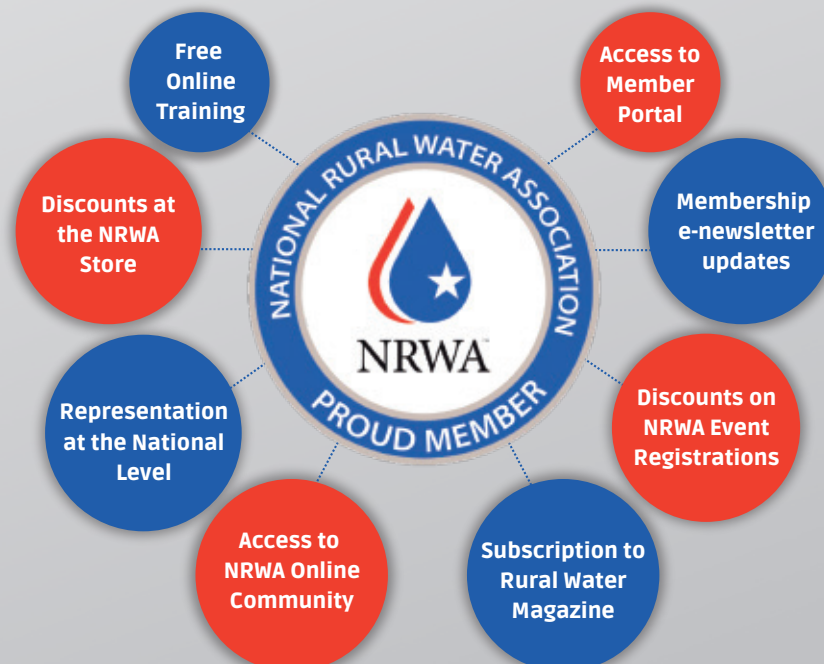 Free
Online
Training
Access to
Member
Portal
Discounts at
the NRWA
Store
Membership
e-newsletter
updates
NATIONAL RURAL WATER ASSOCIATION
NRWA
PROUD MEMBER
Representation
at the National
Level
Discounts on
NRWA Event
Registrations
Access to
NRWA Online
Community
Subscription to
Rural Water
Magazine